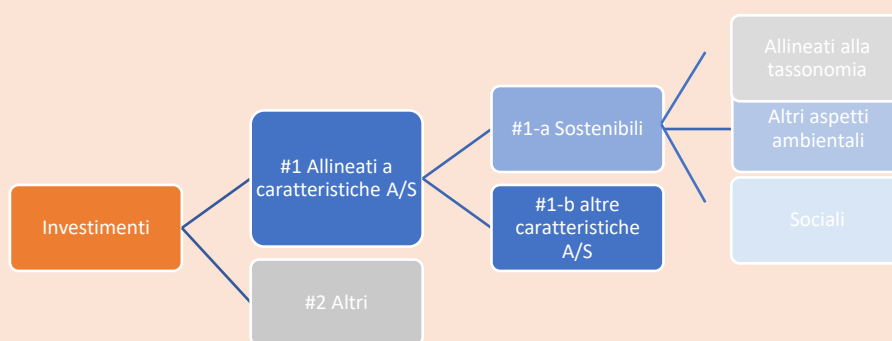 Investimenti
#1 Allineati a
caratteristiche A/S
#2 Altri
#1-a Sostenibili
#1-b altre
caratteristiche
A/S
Allineati alla
tassonomia
Altri aspetti
ambientali
Sociali